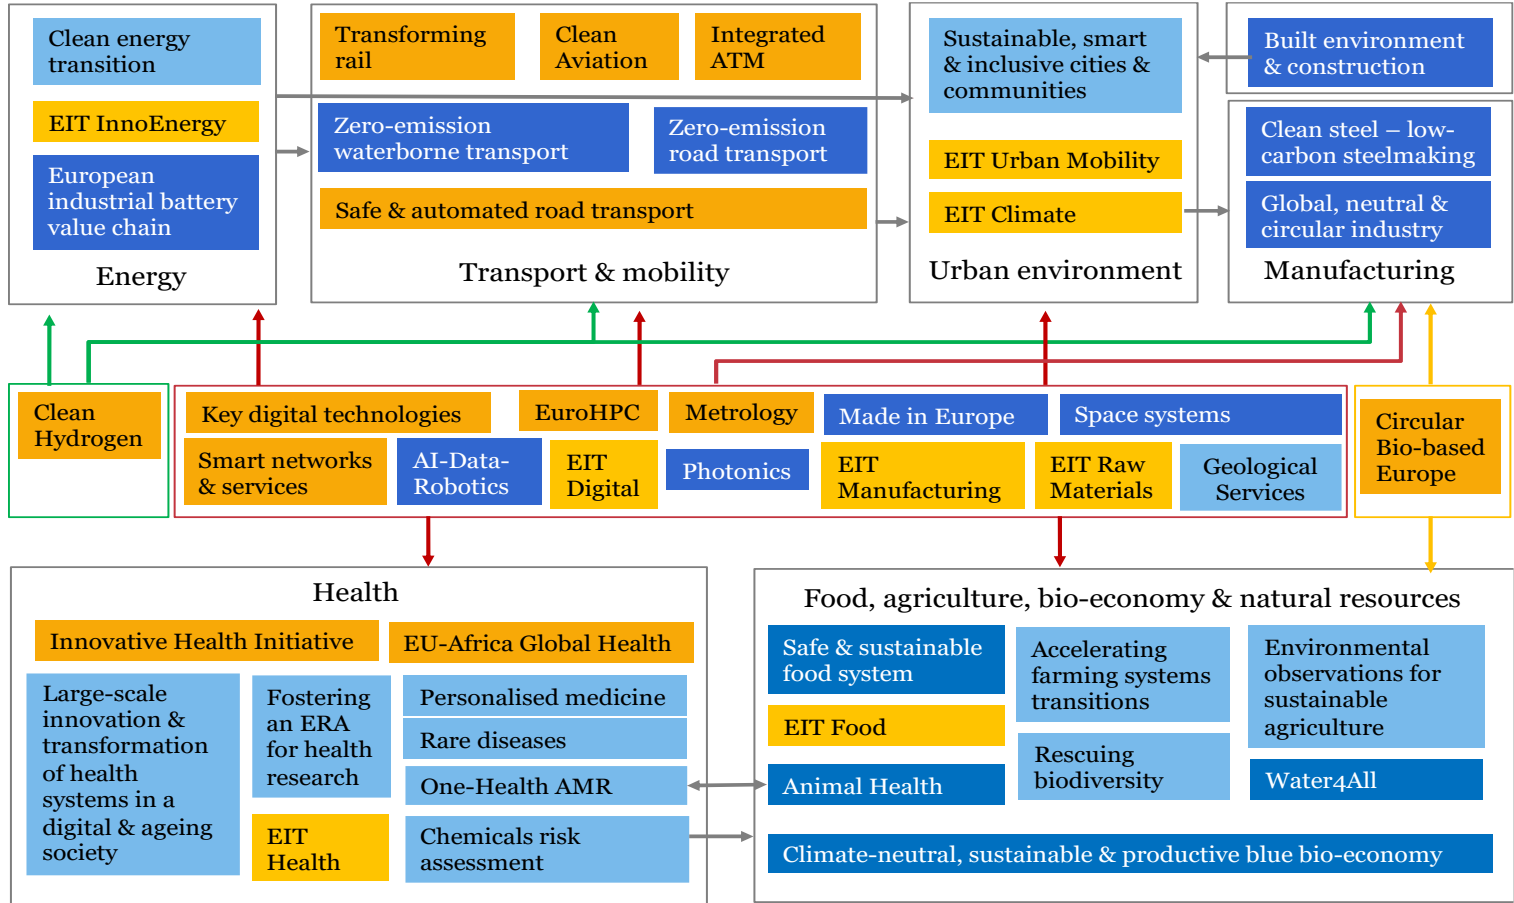 Clean energy
transition
EIT InnoEnergy
European
industrial battery
value chain
Energy
Transforming
rail
Clean
Aviation
Integrated
ATM
Zero-emission
waterborne transport
Zero-emission
road transport
Safe & automated road transport
Transport & mobility
Sustainable, smart
& inclusive cities &
communities
EIT Urban Mobility
EIT Climate
Urban environment
Built environment
& construction
Clean steel – low-
carbon steelmaking
Global, neutral &
circular industry
Manufacturing
Clean
Hydrogen
Key digital technologies
EuroHPC
Metrology
Made in Europe
Space systems
Smart networks
& services
AI-Data-
Robotics
EIT
Digital
Photonics
EIT
Manufacturing
EIT Raw
Materials
Geological
Services
Circular
Bio-based
Europe
Health
Innovative Health Initiative
EU-Africa Global Health
Large-scale
innovation &
transformation
of health
systems in a
digital & ageing
society
Fostering
an ERA
for health
research
EIT
Health
Personalised medicine
Rare diseases
One-Health AMR
Chemicals risk
assessment
Food, agriculture, bio-economy & natural resources
Safe & sustainable
food system
EIT Food
Animal Health
Accelerating
farming systems
transitions
Rescuing
biodiversity
Environmental
observations for
sustainable
agriculture
Water4All
Climate-neutral, sustainable & productive blue bio-economy